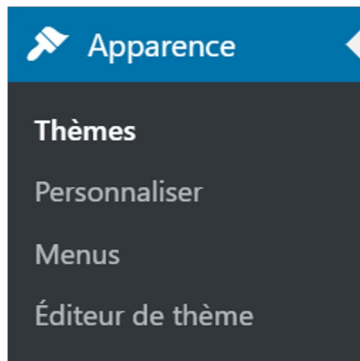 Apparence
Thèmes
Personnaliser
Menus
Éditeur de thème